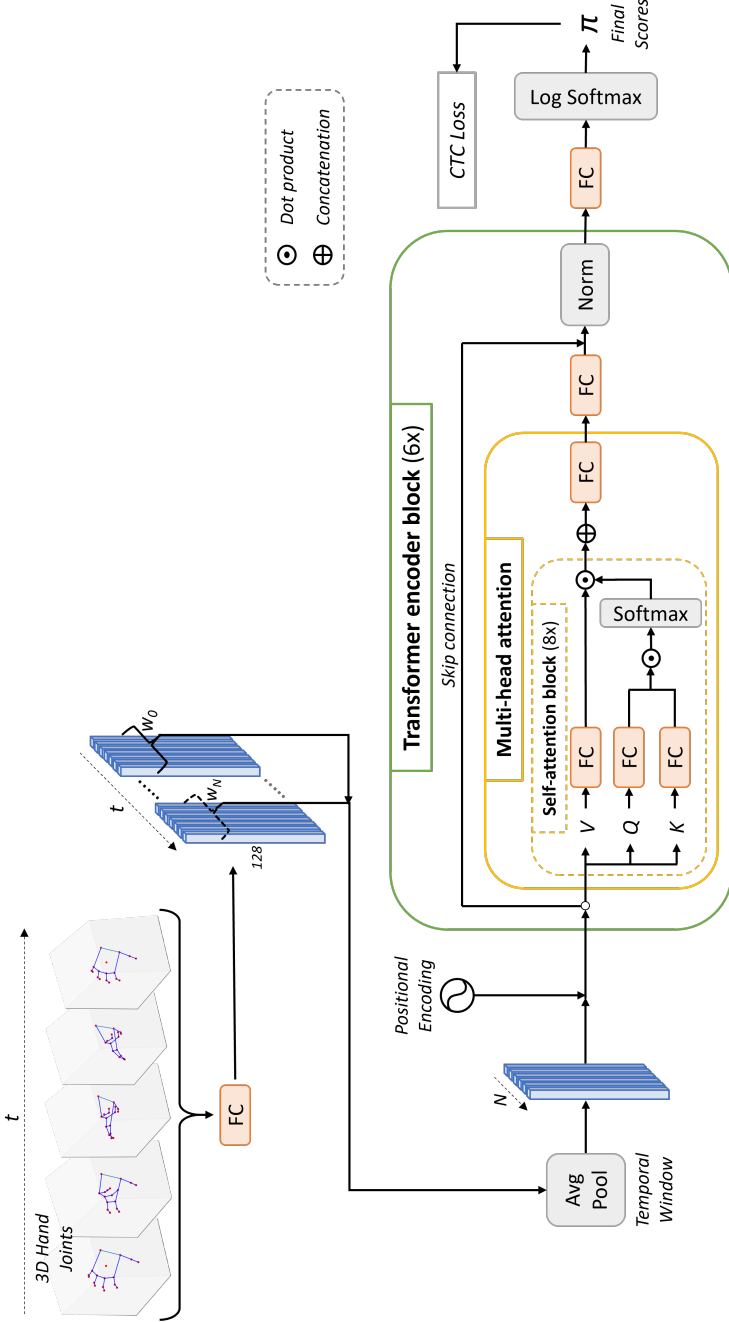 t
3D Hand
Joints
FC
t
w0
wN
128
Avg
Pool
Temporal
Window
N
Positional
Encoding
Transformer encoder block (6x)
Skip connection
Multi-head attention
Self-attention block (8x)
V
Q
K
FC
FC
FC
Softmax
FC
FC
Norm
FC
Log Softmax
π
Final
Scores
CTC Loss
Dot product
Concatenation